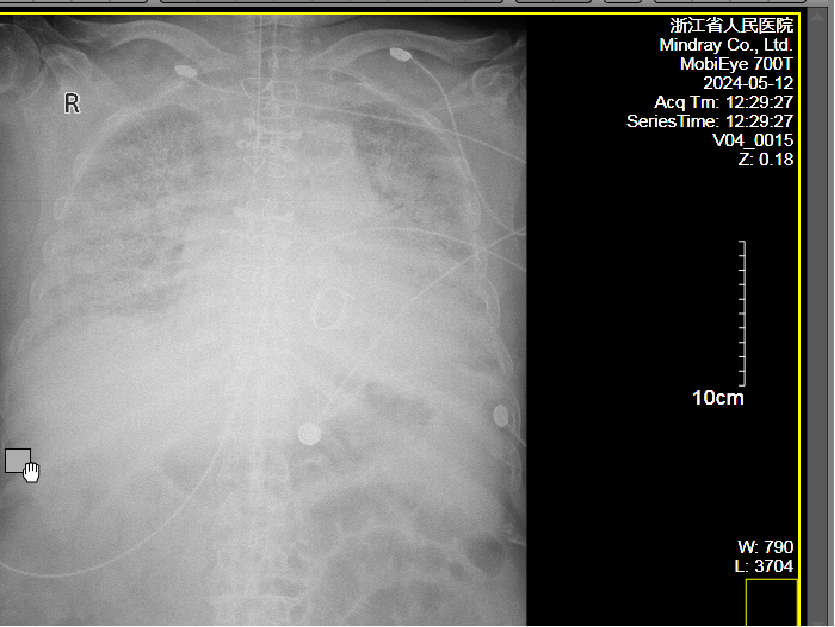 浙江省人民医院
Mindray Co., Ltd.
MobiEye 700T
2024-05-12
Acq Tm: 12:29:27
SeriesTime: 12:29:27
V04_0015
Z: 0.18
R
10cm
W: 790
L: 3704